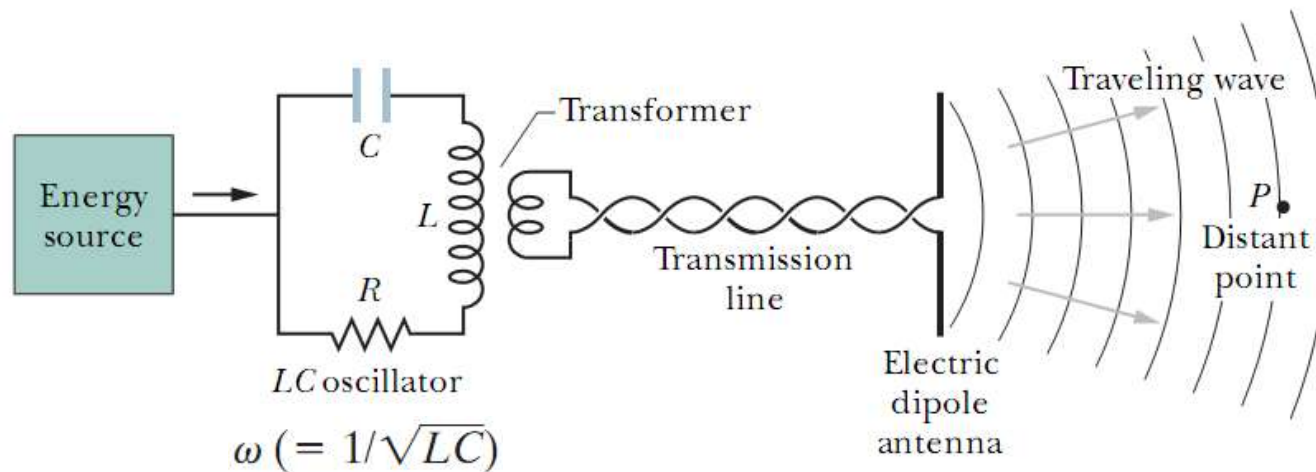 Energy
source
C
L
R
LC oscillator
ω (= 1/√LC)
Transformer
Transmission
line
Electric
dipole
antenna
Traveling wave
P
Distant
point